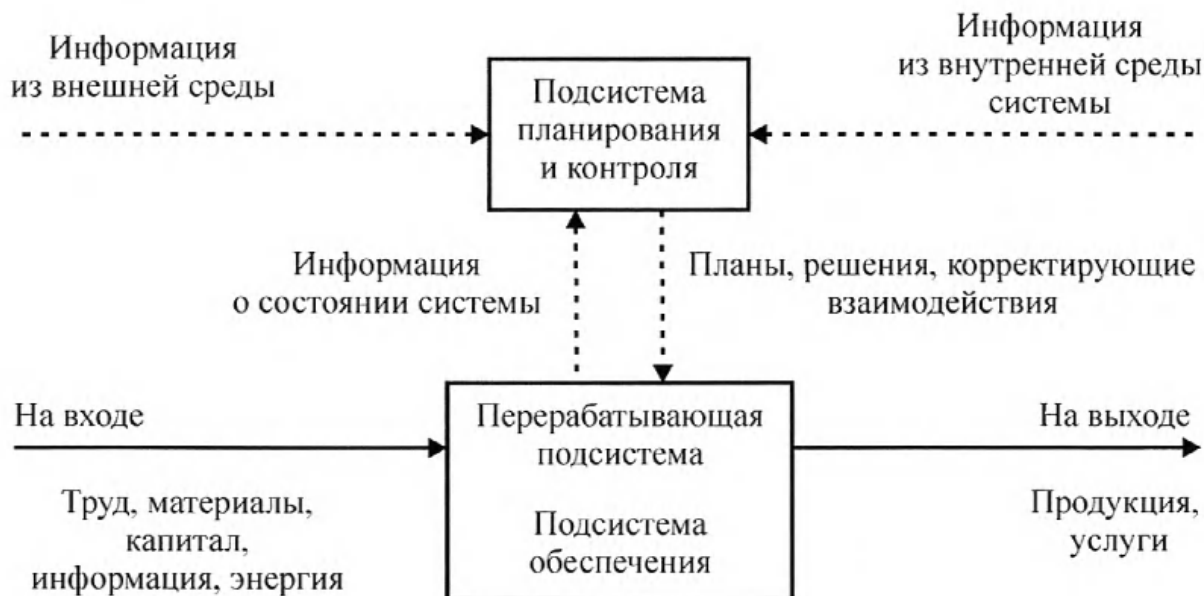 Информация
из внешней среды
Подсистема
планирования
и контроля
Информация
из внутренней среды
системы
Информация
о состоянии системы
Планы, решения, корректирующие
взаимодействия
На входе
Труд, материалы,
капитал,
информация, энергия
Перерабатывающая
подсистема
Подсистема
обеспечения
На выходе
Продукция,
услуги